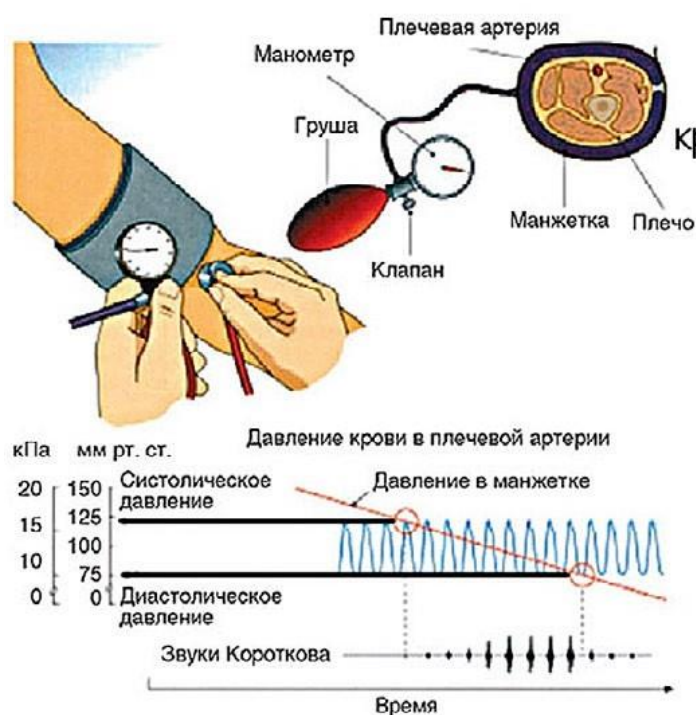 Плечевая артерия
Манометр
Груша
Манжетка
Плечо
Клапан
Давление крови в плечевой артерии
кПа мм рт. ст.
Систолическое
давление
Давление в манжетке
20 150
15 125
10 100
75
0 0
Диастолическое
давление
Звуки Короткова
Время